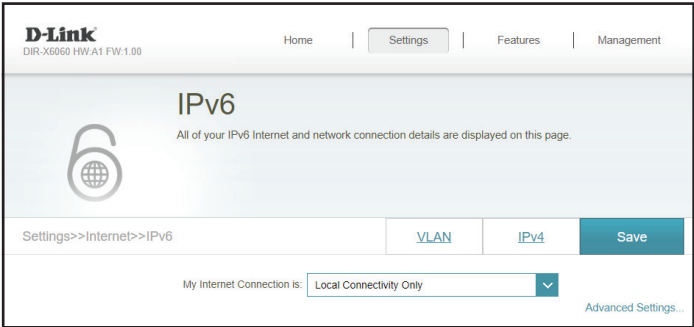 D-Link
DIR-X6060 HW:A1 FW:1.00
Home Settings Features Management
IPv6
All of your IPv6 Internet and network connection details are displayed on this page.
Settings>>Internet>>IPv6 VLAN IPv4 Save
My Internet Connection is: Local Connectivity Only
Advanced Settings...